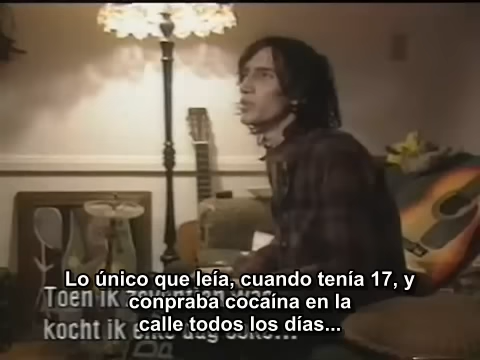 Lo único que leía, cuando tenía 17, y
conpraba cocaína en la
calle todos los días...
Toen ik
kocht ik dag